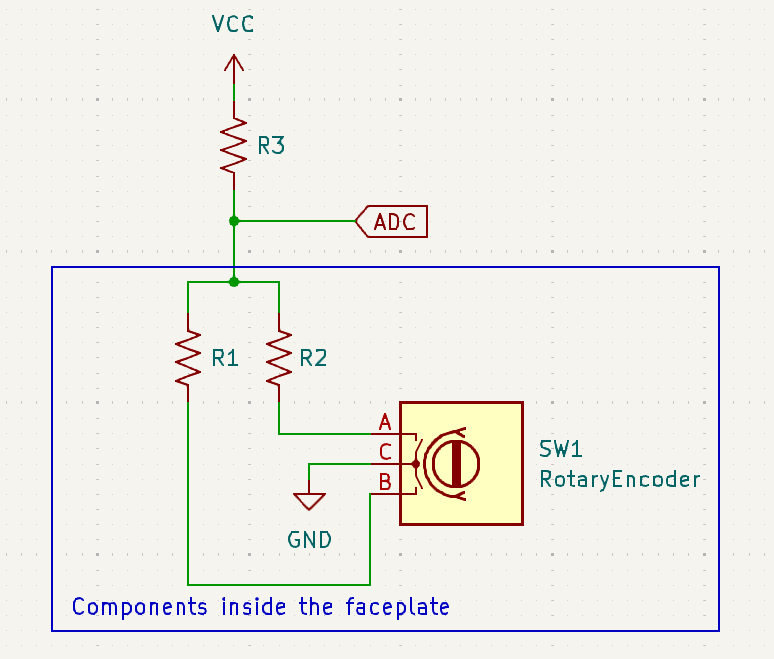 VCC
R3
ADC
R1
R2
A
C
B
SW1
RotaryEncoder
GND
Components inside the faceplate